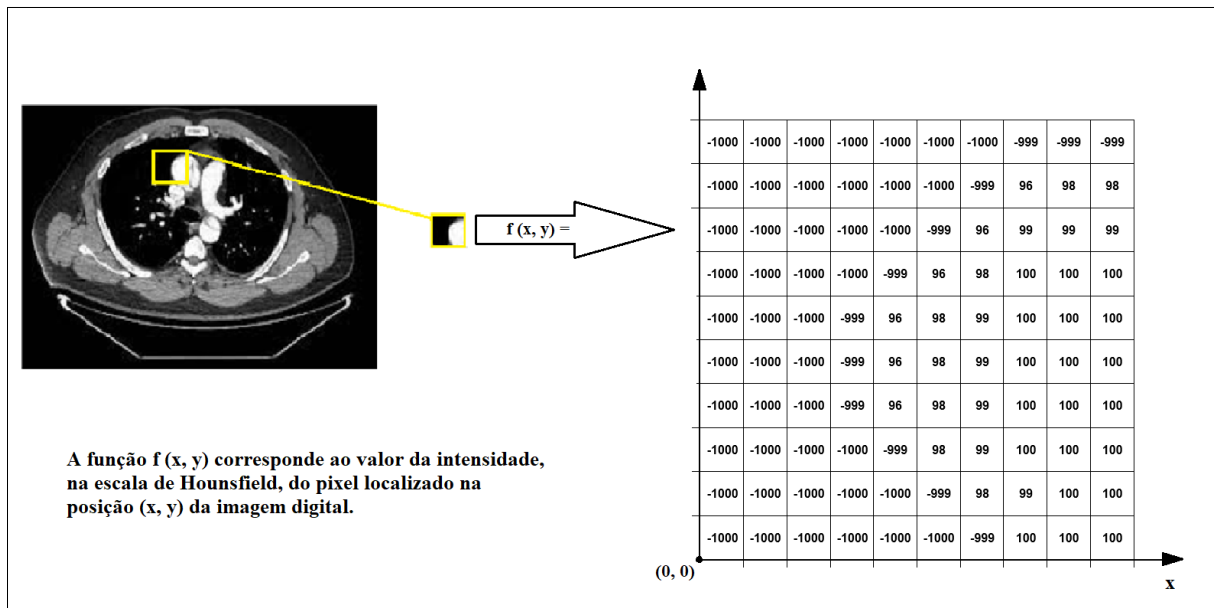 f (x, y) =
-1000 -1000 -1000 -1000 -1000 -1000 -1000 -999 -999 -999
-1000 -1000 -1000 -1000 -1000 -1000 -999 96 98 98
-1000 -1000 -1000 -1000 -1000 -999 96 99 99 99
-1000 -1000 -1000 -1000 -999 96 98 100 100 100
-1000 -1000 -1000 -999 96 98 99 100 100 100
-1000 -1000 -1000 -999 96 98 99 100 100 100
-1000 -1000 -1000 -999 96 98 99 100 100 100
-1000 -1000 -1000 -1000 -999 98 99 100 100 100
-1000 -1000 -1000 -1000 -1000 -999 98 99 100 100
-1000 -1000 -1000 -1000 -1000 -1000 -999 100 100 100
(0, 0)
x
A função f (x, y) corresponde ao valor da intensidade,
na escala de Hounsfield, do pixel localizado na
posição (x, y) da imagem digital.